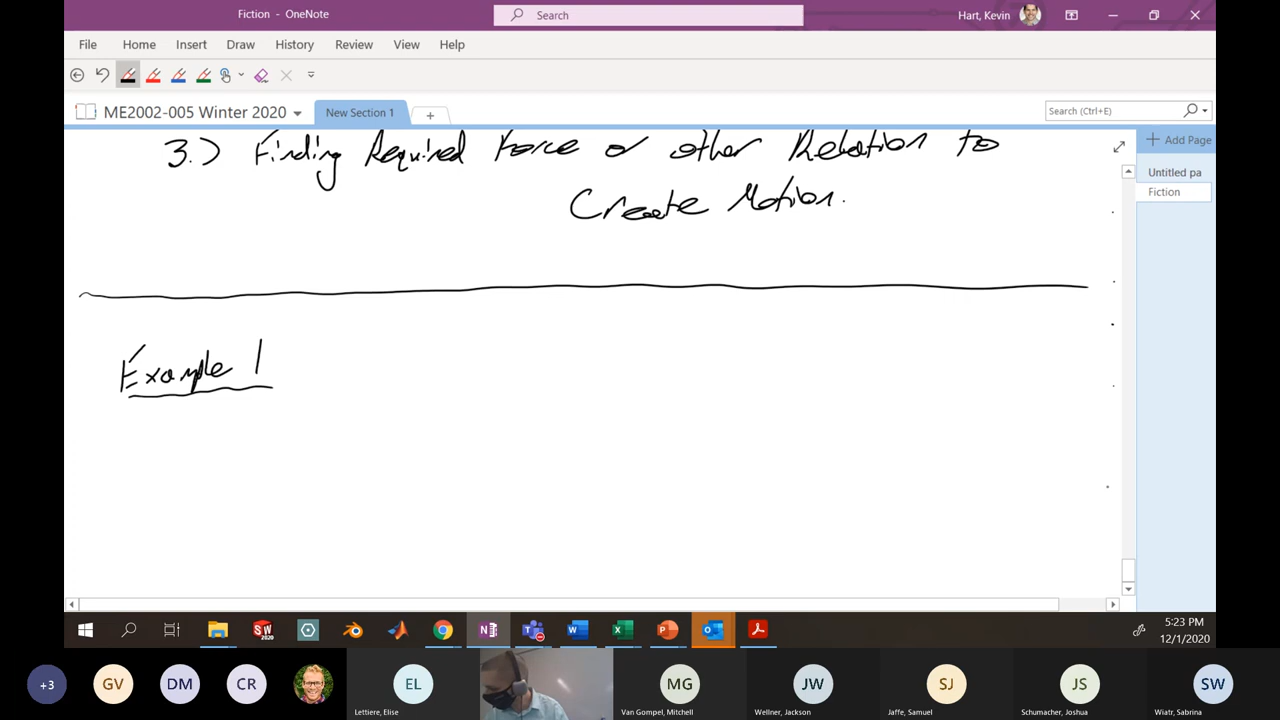 Fiction - OneNote
Search
Hart, Kevin
File Home Insert Draw History Review View Help
ME2002-005 Winter 2020
New Section 1
+
Search (Ctrl+E)
+ Add Page
Untitled pa
Fiction
3.) Finding Required Force or other Relation to
Create Motion.
Example 1
SW 2020
N
W
X
P
5:23 PM
12/1/2020
+3
GV
DM
CR
EL
MG
JW
SJ
JS
SW
Lettiere, Elise
Van Gompel, Mitchell
Wellner, Jackson
Jaffe, Samuel
Schumacher, Joshua
Wiatr, Sabrina